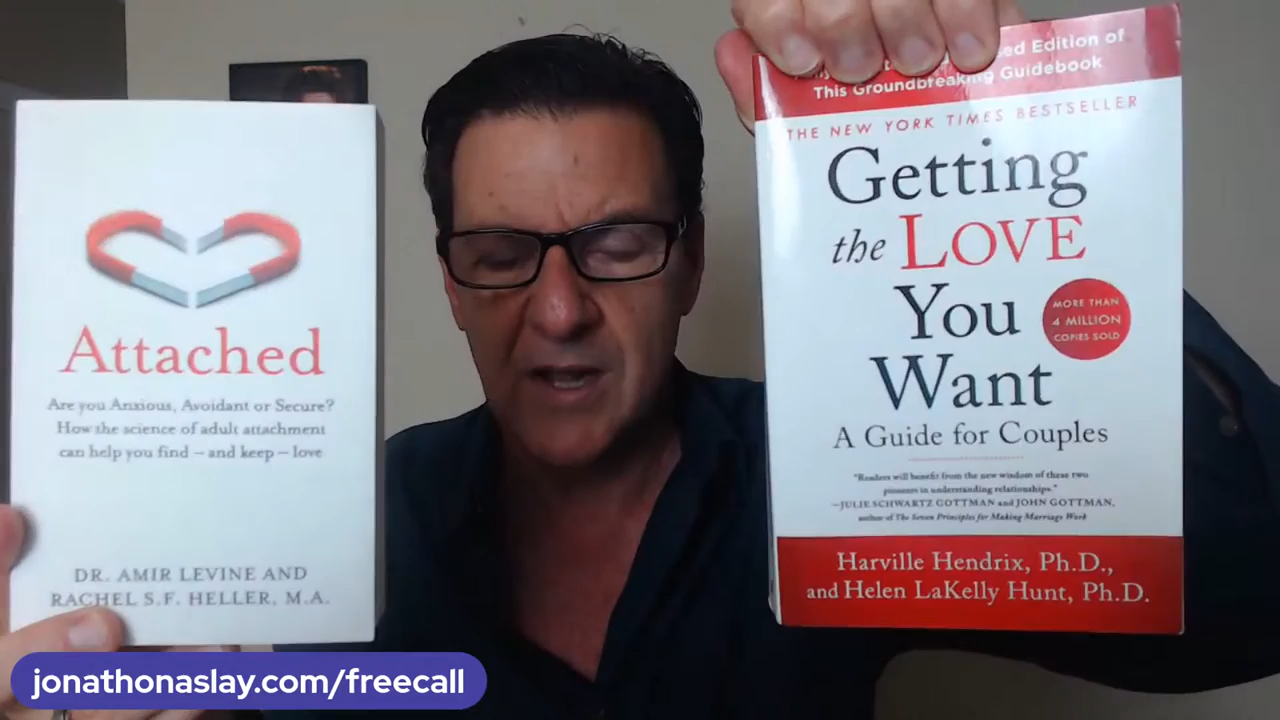 Attached
Are you Anxious, Avoidant or Secure?
How the science of adult attachment
can help you find – and keep – love
DR. AMIR LEVINE AND
RACHEL S.F. HELLER, M.A.
Edition of
This Groundbreaking Guidebook
THE NEW YORK TIMES BESTSELLER
Getting
the LOVE
You
Want
MORE THAN
4 MILLION
COPIES SOLD
A Guide for Couples
"Readers will benefit from the new wisdom of these two
pioneers in understanding relationships."
—JULIE SCHWARTZ GOTTMAN and JOHN GOTTMAN,
author of The Seven Principles for Making Marriage Work
Harville Hendrix, Ph.D.,
and Helen LaKelly Hunt, Ph.D.
jonathonaslay.com/freecall